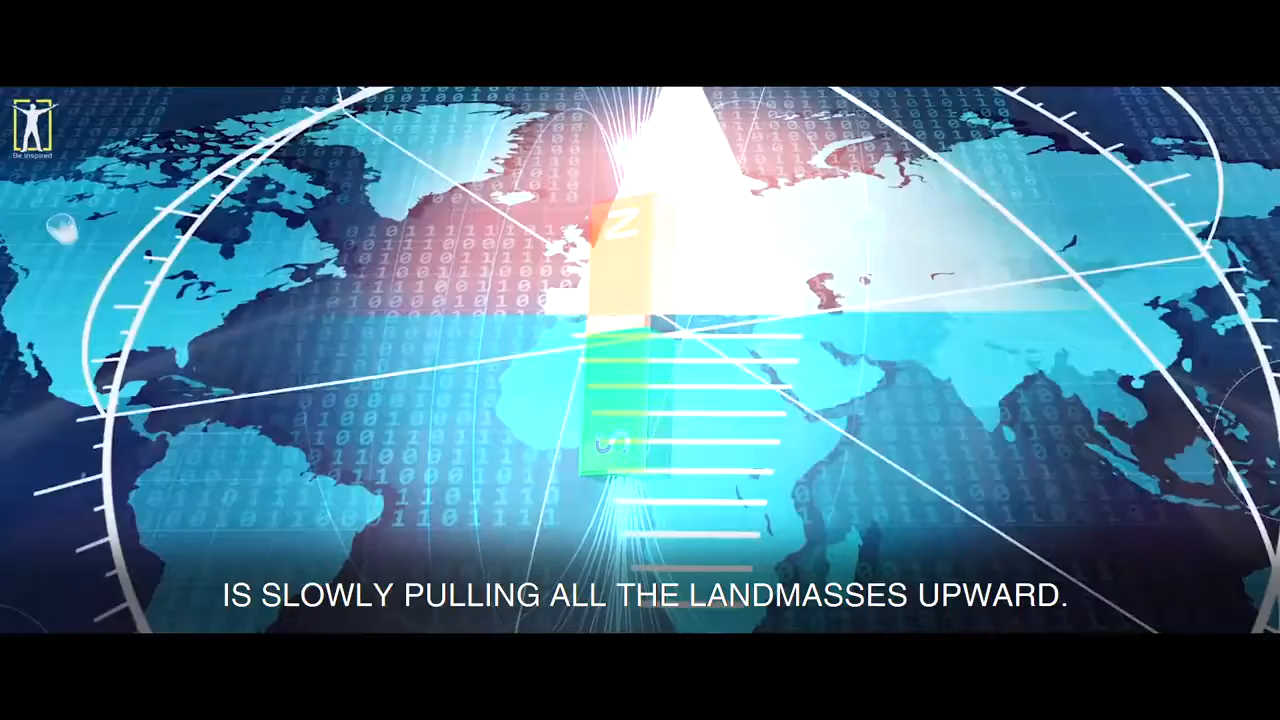 Be Inspired
N
S
IS SLOWLY PULLING ALL THE LANDMASSES UPWARD.